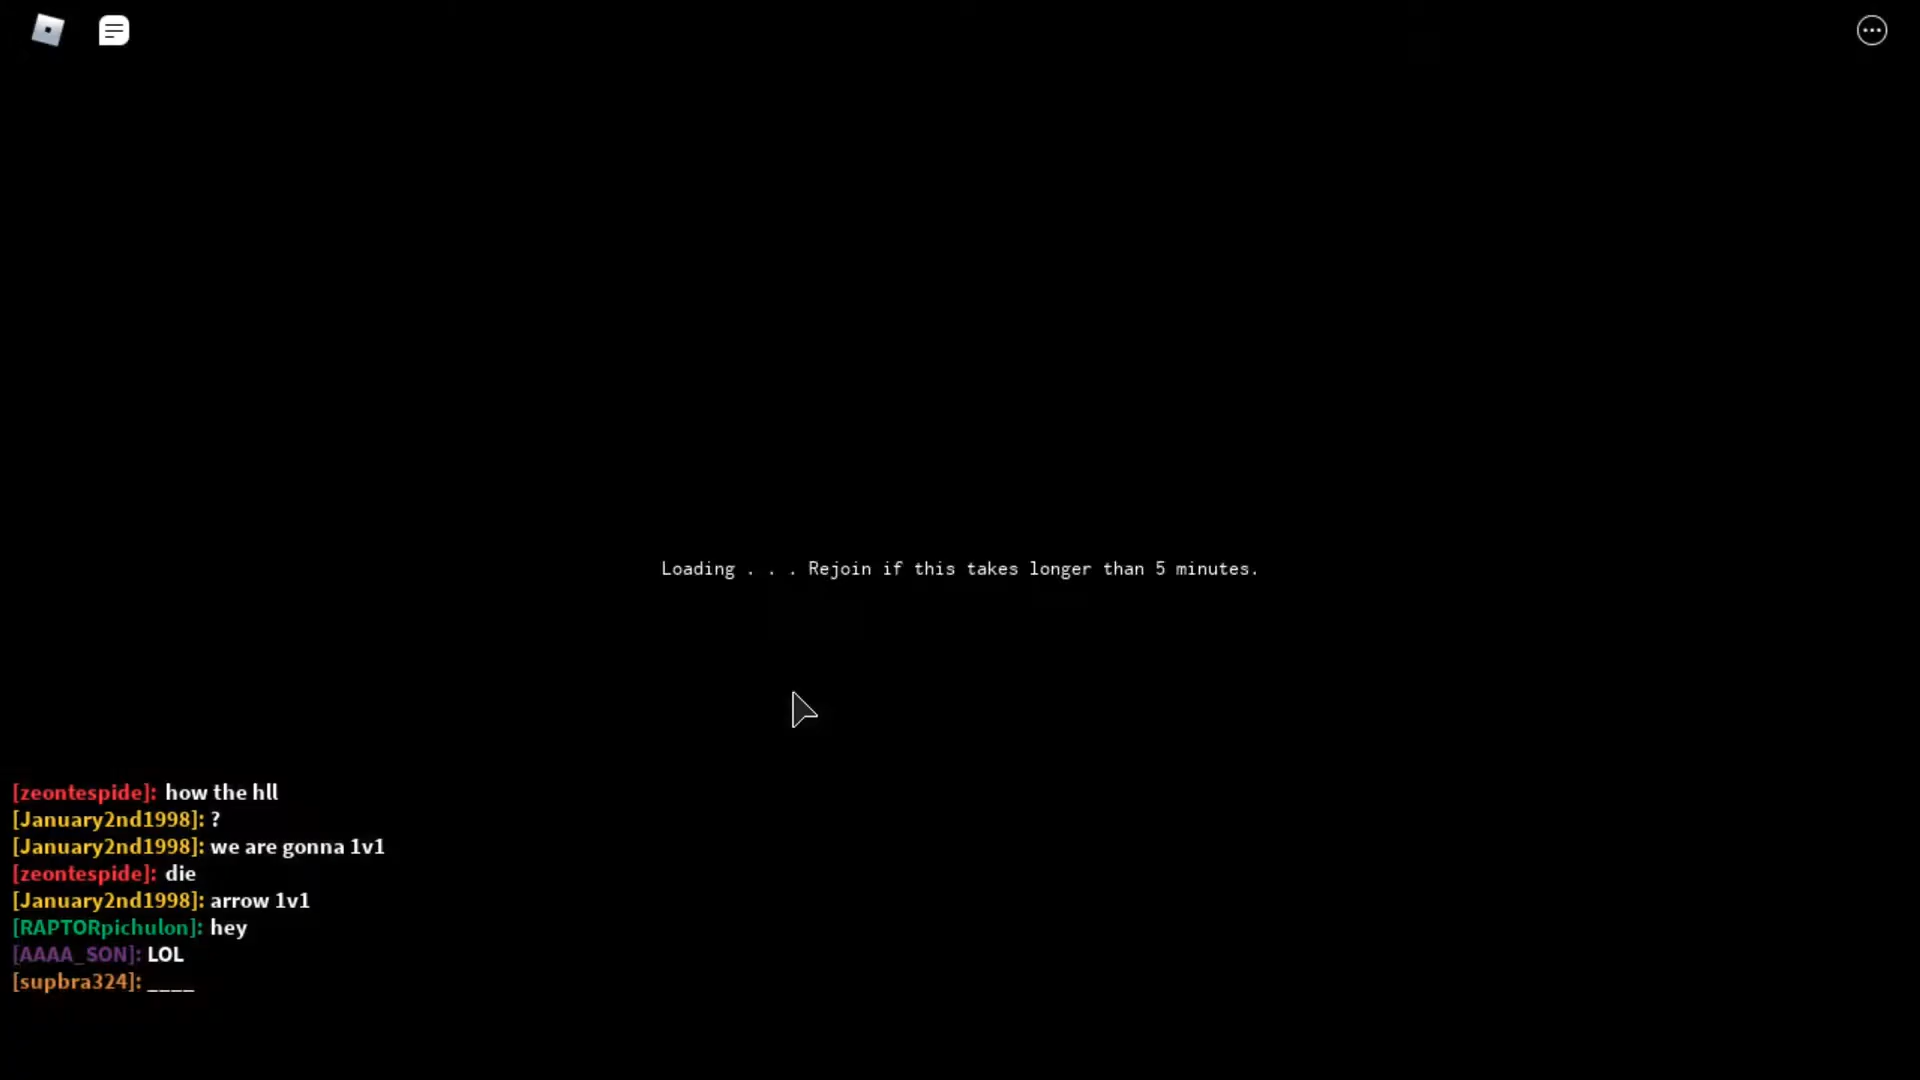 Loading . . . Rejoin if this takes longer than 5 minutes.
[zeontespide]: how the hll
[January2nd1998]: ?
[January2nd1998]: we are gonna 1v1
[zeontespide]: die
[January2nd1998]: arrow 1v1
[RAPTORpichulon]: hey
[AAAA_SON]: LOL
[supbra324]: ____